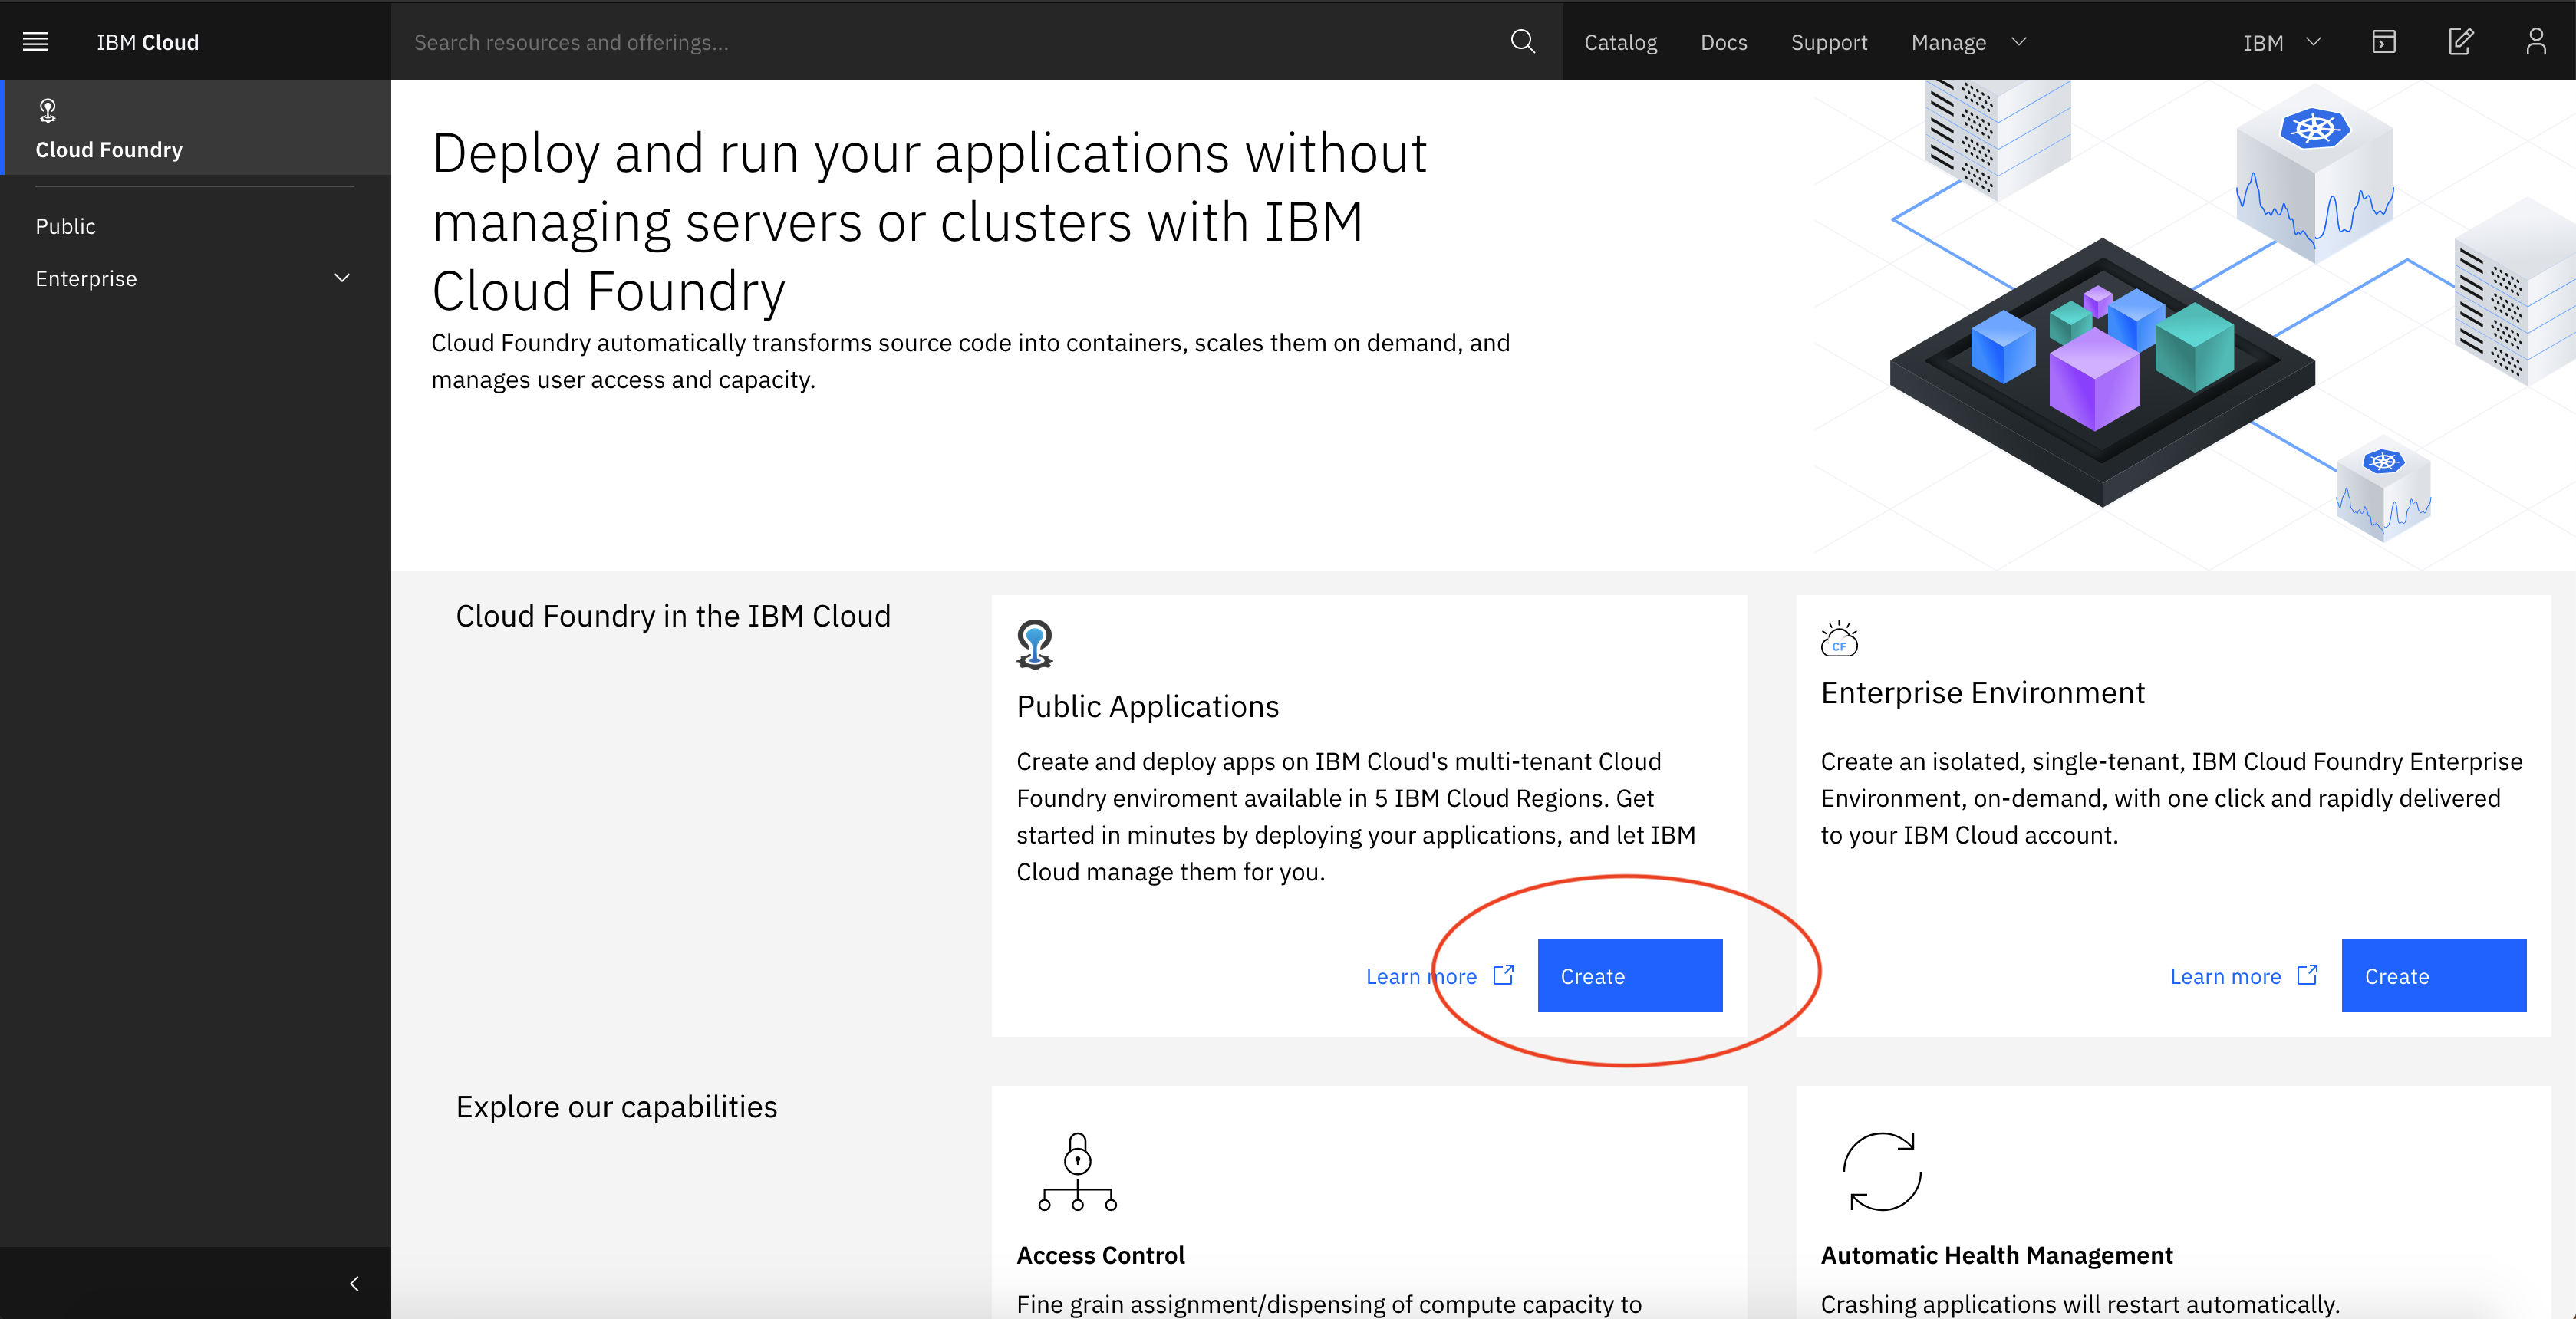 IBM Cloud
Search resources and offerings...
Catalog
Docs
Support
Manage
IBM
Cloud Foundry
Public
Enterprise
Deploy and run your applications without
managing servers or clusters with IBM
Cloud Foundry
Cloud Foundry automatically transforms source code into containers, scales them on demand, and
manages user access and capacity.
Cloud Foundry in the IBM Cloud
Public Applications
Create and deploy apps on IBM Cloud's multi-tenant Cloud
Foundry enviroment available in 5 IBM Cloud Regions. Get
started in minutes by deploying your applications, and let IBM
Cloud manage them for you.
Learn more
Create
CF
Enterprise Environment
Create an isolated, single-tenant, IBM Cloud Foundry Enterprise
Environment, on-demand, with one click and rapidly delivered
to your IBM Cloud account.
Learn more
Create
Explore our capabilities
Access Control
Fine grain assignment/dispensing of compute capacity to
Automatic Health Management
Crashing applications will restart automatically.